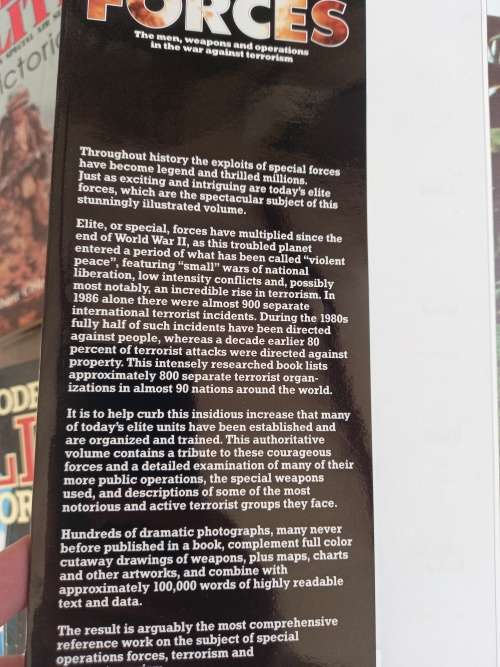 FORCES
The men, weapons and operations
in the war against terrorism
Throughout history the exploits of special forces
have become legend and thrilled millions.
Just as exciting and intriguing are today's elite
forces, which are the spectacular subject of this
stunningly illustrated volume.
Elite, or special, forces have multiplied since the
end of World War II, as this troubled planet
entered a period of what has been called "violent
peace", featuring "small" wars of national
liberation, low intensity conflicts and, possibly
most notably, an incredible rise in terrorism. In
1986 alone there were almost 900 separate
international terrorist incidents. During the 1980s
fully half of such incidents have been directed
against people, whereas a decade earlier 80
percent of terrorist attacks were directed against
property. This intensely researched book lists
approximately 800 separate terrorist organ-
izations in almost 90 nations around the world.
It is to help curb this insidious increase that many
of today's elite units have been established and
are organized and trained. This authoritative
volume contains a tribute to these courageous
forces and a detailed examination of many of their
more public operations, the special weapons
used, and descriptions of some of the most
notorious and active terrorist groups they face.
Hundreds of dramatic photographs, many never
before published in a book, complement full color
cutaway drawings of weapons, plus maps, charts
and other artworks, and combine with
approximately 100,000 words of highly readable
text and data.
The result is arguably the most comprehensive
reference work on the subject of special
operations forces, terrorism and